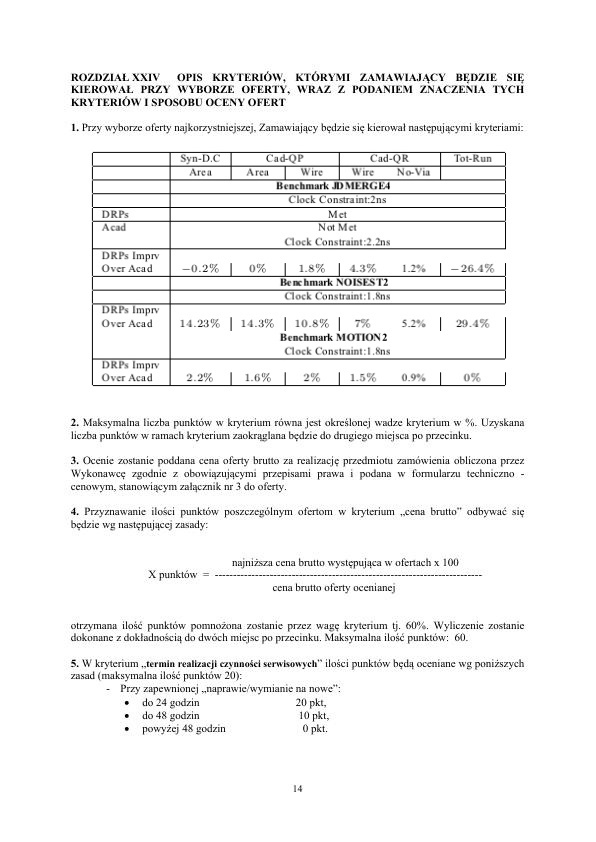 ROZDZIAŁ XXIV OPIS KRYTERIÓW, KTÓRYMI ZAMAWIAJĄCY BĘDZIE SIĘ
KIEROWAŁ PRZY WYBORZE OFERTY, WRAZ Z PODANIEM ZNACZENIA TYCH
KRYTERIÓW I SPOSOBU OCENY OFERT
1. Przy wyborze oferty najkorzystniejszej, Zamawiający będzie się kierował następującymi kryteriami:
Syn-D.C Cad-QP Cad-QR Tot-Run
Area Area Wire Wire No-Via
Benchmark JDMERGE4
Clock Constraint:2ns
DRPs Met
Acad Not Met
Clock Constraint:2.2ns
DRPs Imprv
Over Acad −0.2% 0% 1.8% 4.3% 1.2% −26.4%
Benchmark NOISEST2
Clock Constraint:1.8ns
DRPs Imprv
Over Acad 14.23% 14.3% 10.8% 7% 5.2% 29.4%
Benchmark MOTION2
Clock Constraint:1.8ns
DRPs Imprv
Over Acad 2.2% 1.6% 2% 1.5% 0.9% 0%
2. Maksymalna liczba punktów w kryterium równa jest określonej wadze kryterium w %. Uzyskana
liczba punktów w ramach kryterium zaokrąglana będzie do drugiego miejsca po przecinku.
3. Ocenie zostanie poddana cena oferty brutto za realizację przedmiotu zamówienia obliczona przez
Wykonawcę zgodnie z obowiązującymi przepisami prawa i podana w formularzu techniczno -
cenowym, stanowiącym załącznik nr 3 do oferty.
4. Przyznawanie ilości punktów poszczególnym ofertom w kryterium „cena brutto” odbywać się
będzie wg następującej zasady:
najniższa cena brutto występująca w ofertach x 100
X punktów = --------------------------------------------------------------------------
cena brutto oferty ocenianej
otrzymana ilość punktów pomnożona zostanie przez wagę kryterium tj. 60%. Wyliczenie zostanie
dokonane z dokładnością do dwóch miejsc po przecinku. Maksymalna ilość punktów: 60.
5. W kryterium „termin realizacji czynności serwisowych” ilości punktów będą oceniane wg poniższych
zasad (maksymalna ilość punktów 20):
- Przy zapewnionej „naprawie/wymianie na nowe”:
• do 24 godzin 20 pkt,
• do 48 godzin 10 pkt,
• powyżej 48 godzin 0 pkt.
14